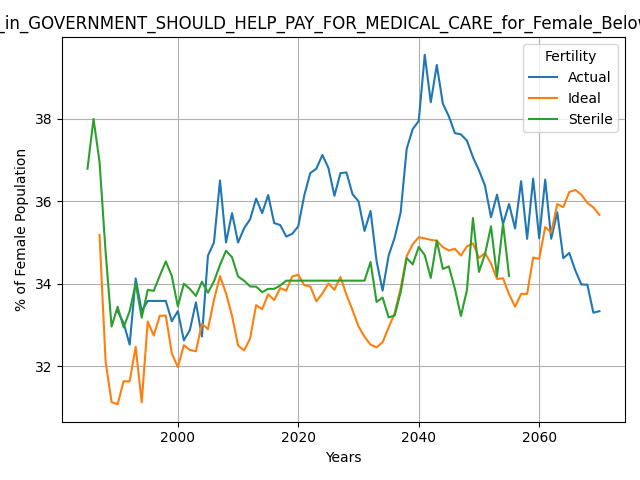 _in_GOVERNMENT_SHOULD_HELP_PAY_FOR_MEDICAL_CARE_for_Female_Below
Fertility
Actual
Ideal
Sterile
38
36
34
32
% of Female Population
2000 2020 2040 2060
Years